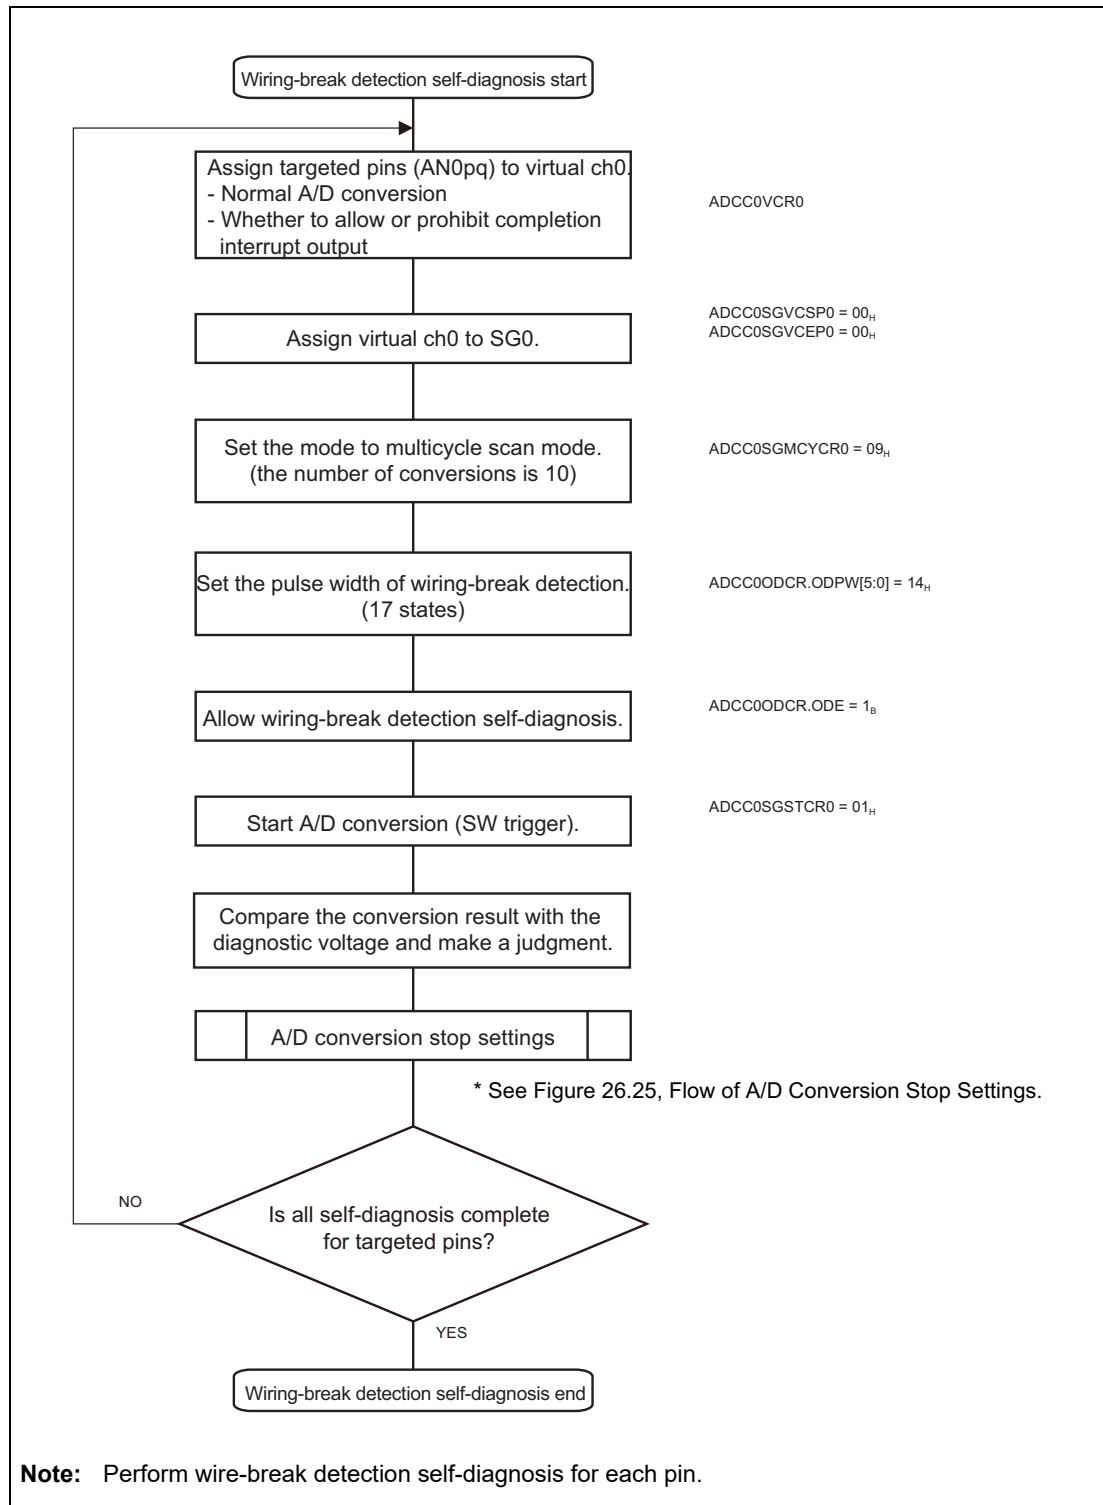 Wiring-break detection self-diagnosis start
Assign targeted pins (AN0pq) to virtual ch0.
- Normal A/D conversion
- Whether to allow or prohibit completion
interrupt output
ADCC0VCR0
Assign virtual ch0 to SG0.
ADCC0SGVCSP0 = 00H
ADCC0SGVCEP0 = 00H
Set the mode to multicycle scan mode.
(the number of conversions is 10)
ADCC0SGMCYCR0 = 09H
Set the pulse width of wiring-break detection.
(17 states)
ADCC0ODCR.ODPW[5:0] = 14H
Allow wiring-break detection self-diagnosis.
ADCC0ODCR.ODE = 1B
Start A/D conversion (SW trigger).
ADCC0SGSTCR0 = 01H
Compare the conversion result with the
diagnostic voltage and make a judgment.
A/D conversion stop settings
* See Figure 26.25, Flow of A/D Conversion Stop Settings.
NO
Is all self-diagnosis complete
for targeted pins?
YES
Wiring-break detection self-diagnosis end
Note: Perform wire-break detection self-diagnosis for each pin.